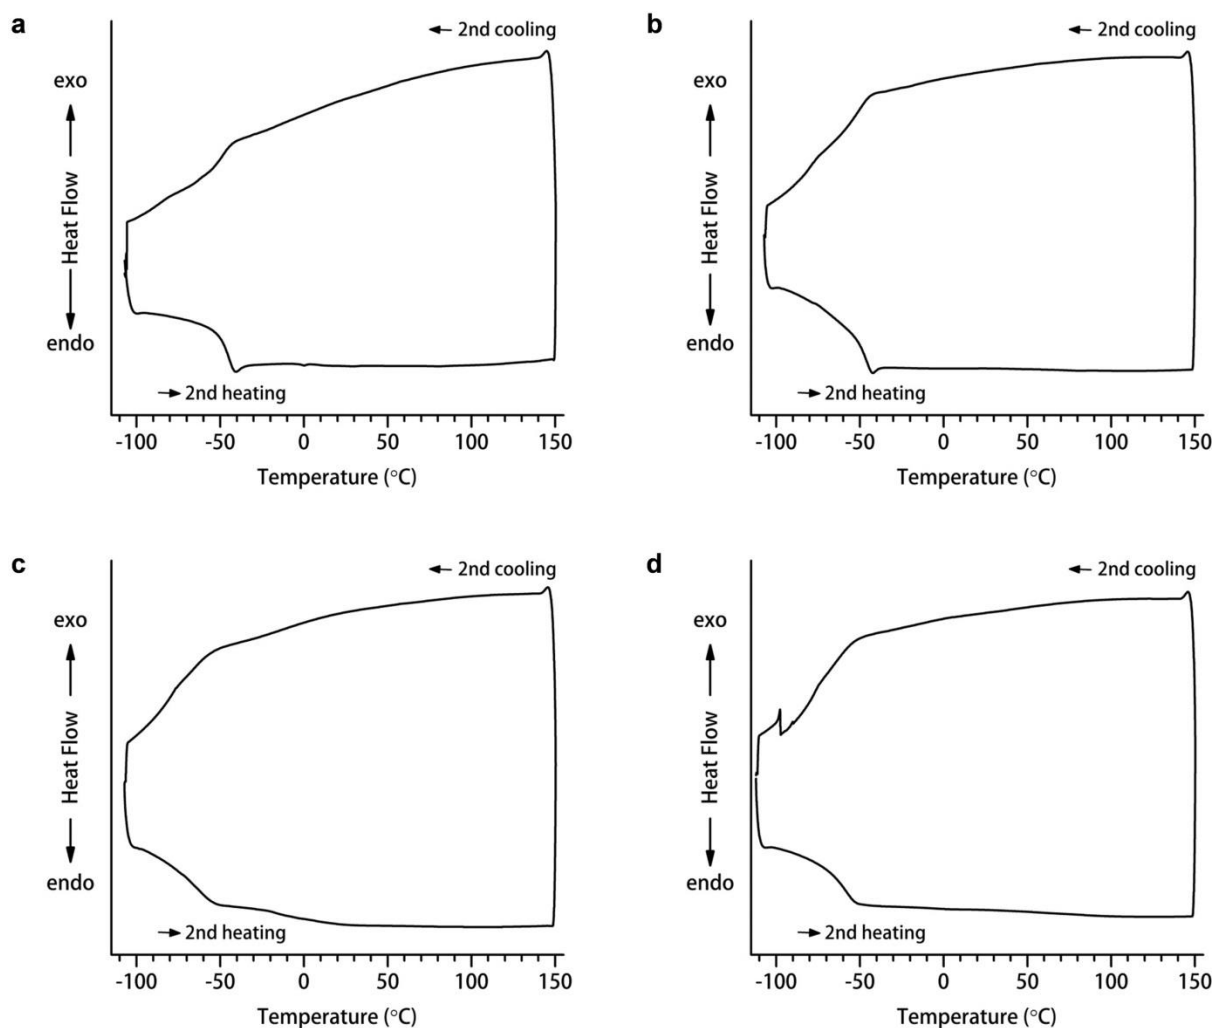 a
← 2nd cooling
exo
Heat Flow
endo
→ 2nd heating
-100 -50 0 50 100 150
Temperature (°C)
b
← 2nd cooling
exo
Heat Flow
endo
→ 2nd heating
-100 -50 0 50 100 150
Temperature (°C)
c
← 2nd cooling
exo
Heat Flow
endo
→ 2nd heating
-100 -50 0 50 100 150
Temperature (°C)
d
← 2nd cooling
exo
Heat Flow
endo
→ 2nd heating
-100 -50 0 50 100 150
Temperature (°C)